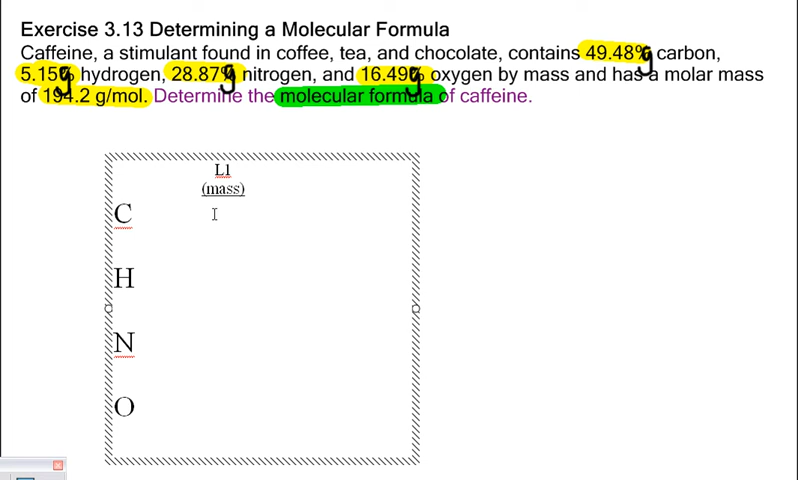 Exercise 3.13 Determining a Molecular Formula
Caffeine, a stimulant found in coffee, tea, and chocolate, contains 49.48% g carbon,
5.15% g hydrogen, 28.87% g nitrogen, and 16.49% g oxygen by mass and has a molar mass
of 194.2 g/mol. Determine the molecular formula of caffeine.
L1
(mass)
C
H
N
O